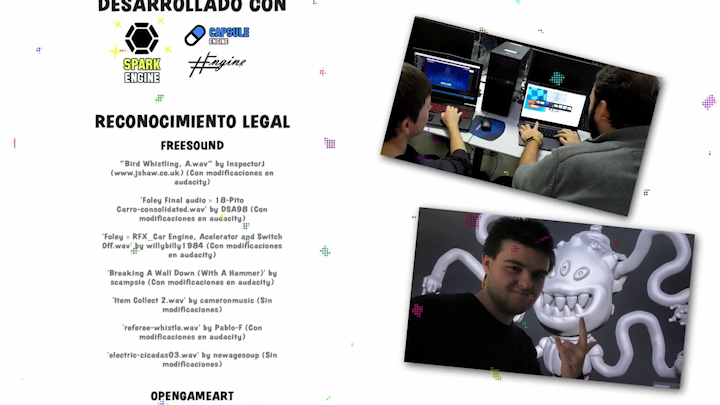 DESARROLLADO CON
SPARK
ENGINE
CAPSULE
ENGINE
#Engine
RECONOCIMIENTO LEGAL
FREESOUND
"Bird Whistling, A.wav" by InspectorJ
(www.jshaw.co.uk) (Con modificaciones en
audacity)
'Foley Final audio » 18-Pito
Carro-consolidated.wav' by DSA98 (Con
modificaciones en audacity)
'Foley » RFX_Car Engine, Acelerator and Switch
Off.wav' by willybilly1984 (Con modificaciones
en audacity)
'Breaking A Wall Down (With A Hammer)' by
scampsie (Con modificaciones en audacity)
'Item Collect 2.wav' by cameronmusic (Sin
modificaciones)
'referee-whistle.wav' by Pablo-F (Con
modificaciones en audacity)
'electric-cicadas03.wav' by newagesoup (Sin
modificaciones)
OPENGAMEART